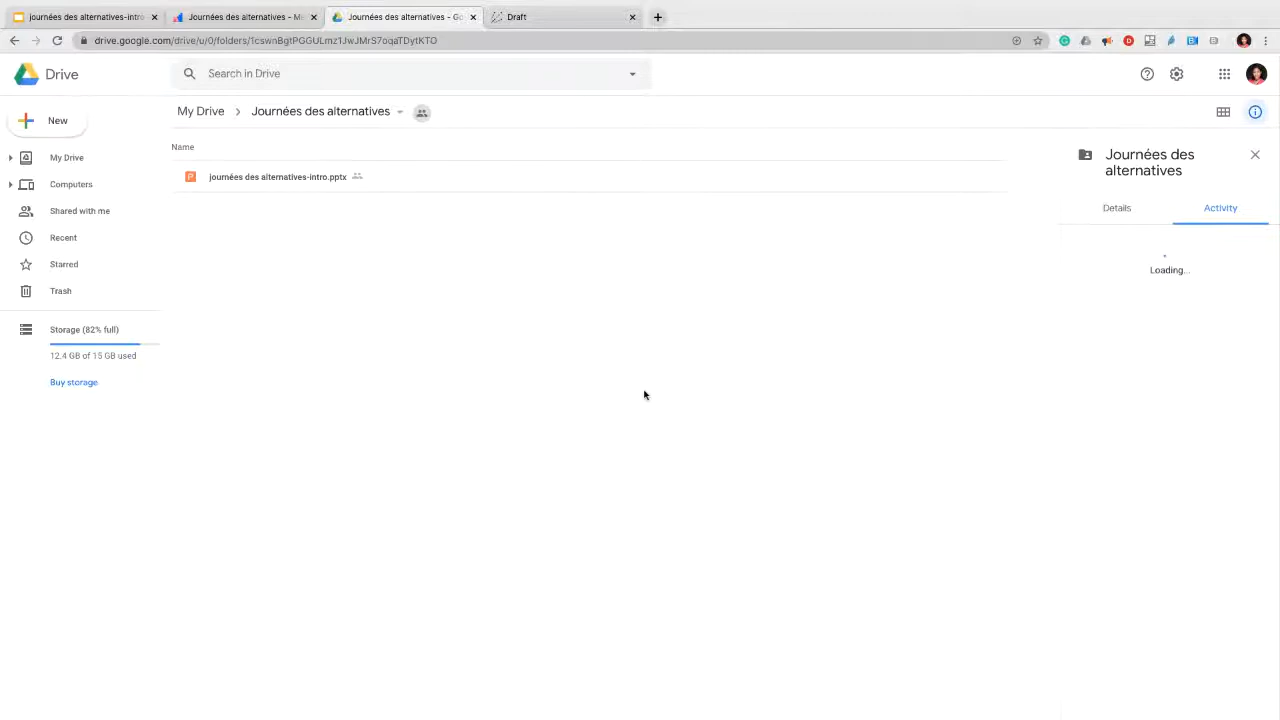 journées des alternatives-intro
Journées des alternatives - Me
Journées des alternatives - Go
Draft
drive.google.com/drive/u/0/folders/1cswnBgtPGGULmz1JwJMrS7oqaTDytKTO
Drive
Search in Drive
My Drive
Journées des alternatives
New
Name
My Drive
Computers
Shared with me
Recent
Starred
Trash
Storage (82% full)
12.4 GB of 15 GB used
Buy storage
P
journées des alternatives-intro.pptx
Journées des
alternatives
Details
Activity
Loading...